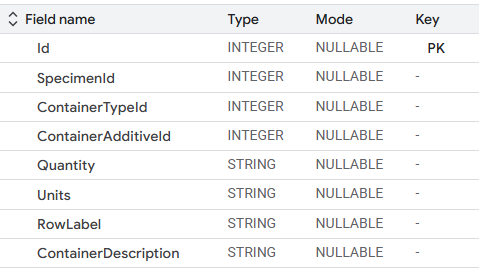 Field name Type Mode Key
Id INTEGER NULLABLE PK
SpecimenId INTEGER NULLABLE -
ContainerTypeId INTEGER NULLABLE -
ContainerAdditiveId INTEGER NULLABLE -
Quantity STRING NULLABLE -
Units STRING NULLABLE -
RowLabel STRING NULLABLE -
ContainerDescription STRING NULLABLE -